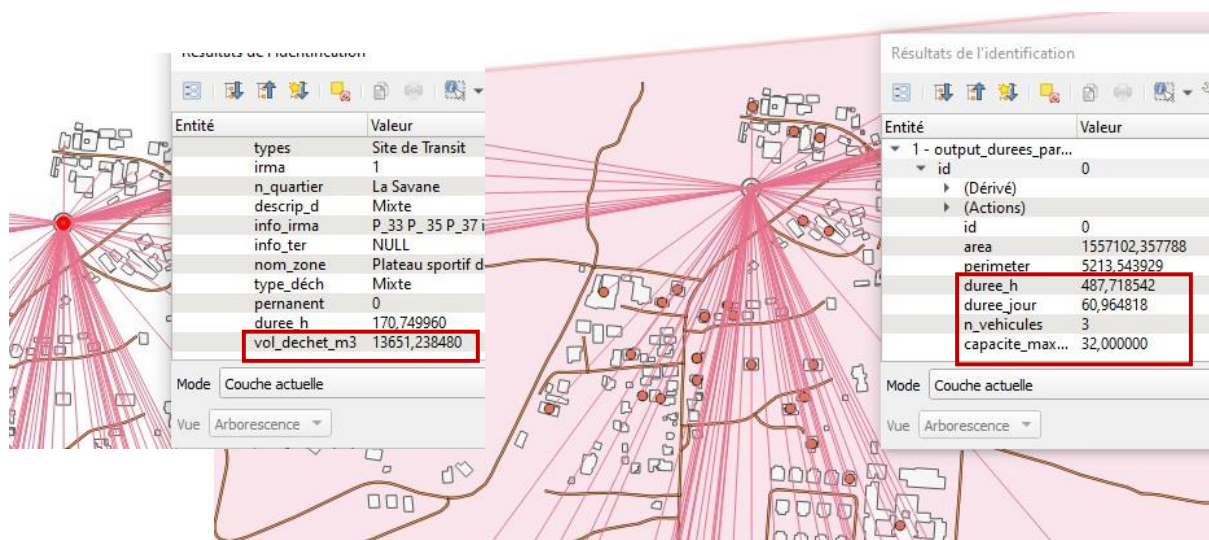 Résultats de l'identification
Entité Valeur
types Site de Transit
irma 1
n_quartier La Savane
descrip_d Mixte
info_irma P_33 P_ 35 P_37 i
info_ter NULL
nom_zone Plateau sportif d
type_déch Mixte
pernanent 0
duree_h 170,749960
vol_dechet_m3 13651,238480
Mode Couche actuelle
Vue Arborescence
Résultats de l'identification
Entité Valeur
1 - output_durees_par...
id 0
(Dérivé)
(Actions)
id 0
area 1557102,357788
perimeter 5213,543929
duree_h 487,718542
duree_jour 60,964818
n_vehicules 3
capacite_max... 32,000000
Mode Couche actuelle
Vue Arborescence